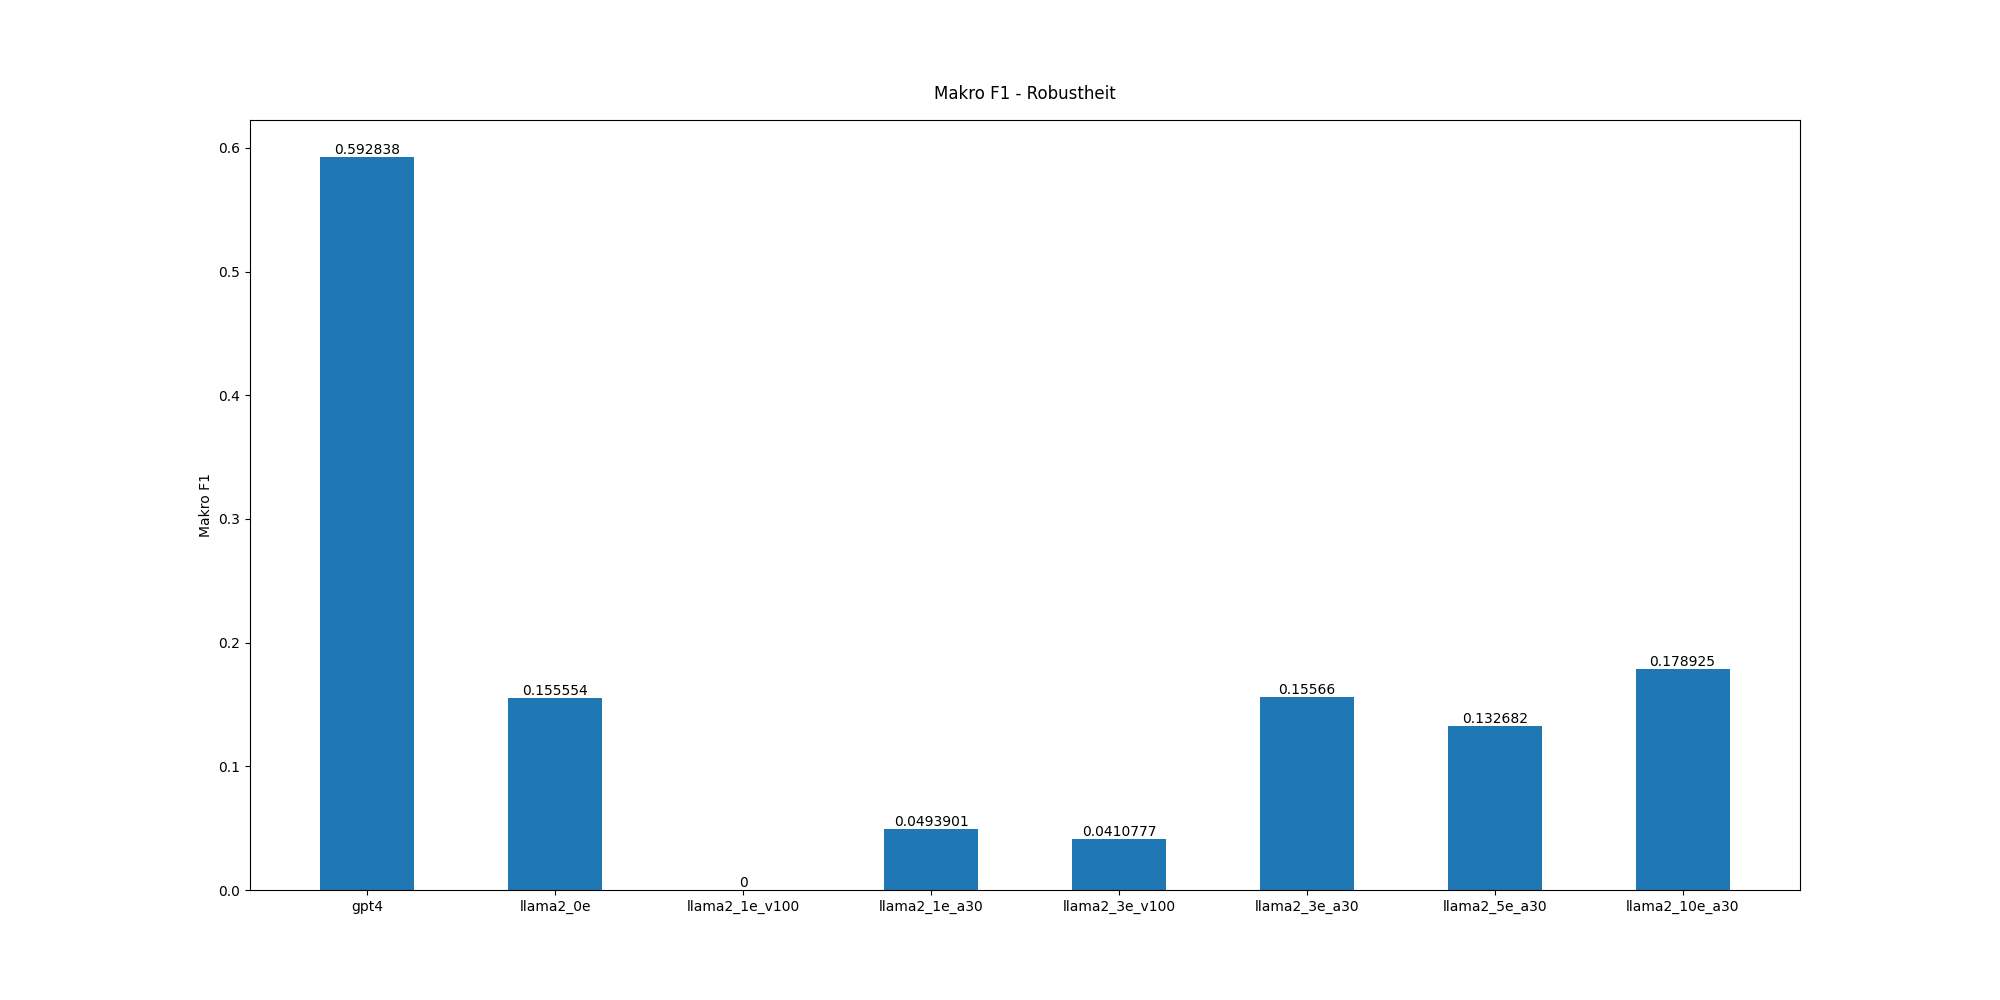 Makro F1 - Robustheit
Makro F1
0.6
0.5
0.4
0.3
0.2
0.1
0.0
0.592838
0.155554
0
0.0493901
0.0410777
0.15566
0.132682
0.178925
gpt4
llama2_0e
llama2_1e_v100
llama2_1e_a30
llama2_3e_v100
llama2_3e_a30
llama2_5e_a30
llama2_10e_a30